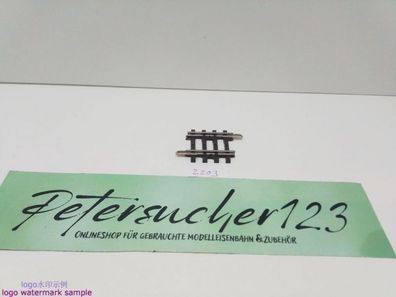 2203
Petersucher123
ONLINESHOP FÜR GEBRAUCHTE MODELLEISENBAHN & ZUBEHÖR
logo水印示例
logo watermark sample